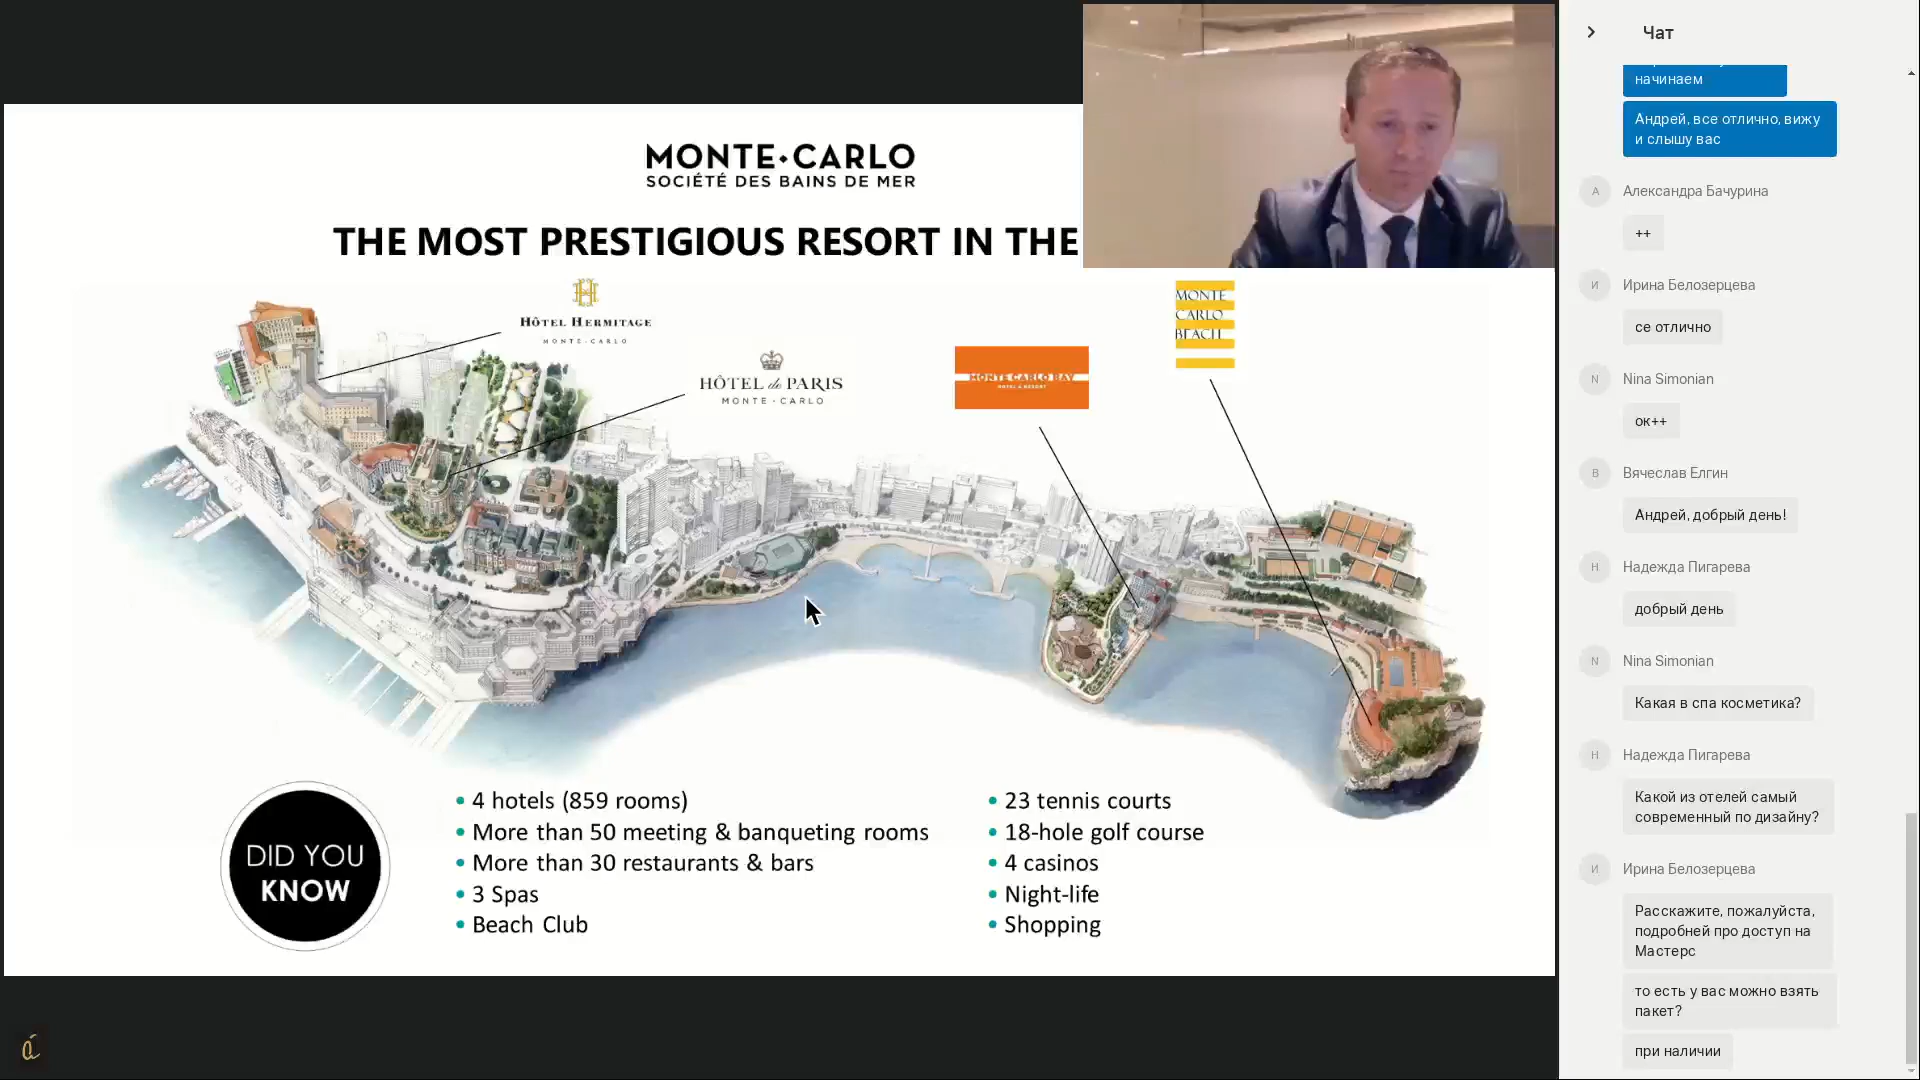 MONTE·CARLO
SOCIÉTÉ DES BAINS DE MER
THE MOST PRESTIGIOUS RESORT IN THE
HÔTEL HERMITAGE
MONTE-CARLO
HÔTEL de PARIS
MONTE-CARLO
MONTE-CARLO BAY
HOTEL & RESORT
MONTE
CARLO
BEACH
DID YOU
KNOW
• 4 hotels (859 rooms)
• More than 50 meeting & banqueting rooms
• More than 30 restaurants & bars
• 3 Spas
• Beach Club
• 23 tennis courts
• 18-hole golf course
• 4 casinos
• Night-life
• Shopping
Чат
начинаем
Андрей, все отлично, вижу
и слышу вас
А
Александра Бачурина
++
И
Ирина Белозерцева
се отлично
N
Nina Simonian
ок++
В
Вячеслав Елгин
Андрей, добрый день!
Н
Надежда Пигарева
добрый день
N
Nina Simonian
Какая в спа косметика?
Н
Надежда Пигарева
Какой из отелей самый
современный по дизайну?
И
Ирина Белозерцева
Расскажите, пожалуйста,
подробней про доступ на
Мастерс
то есть у вас можно взять
пакет?
при наличии